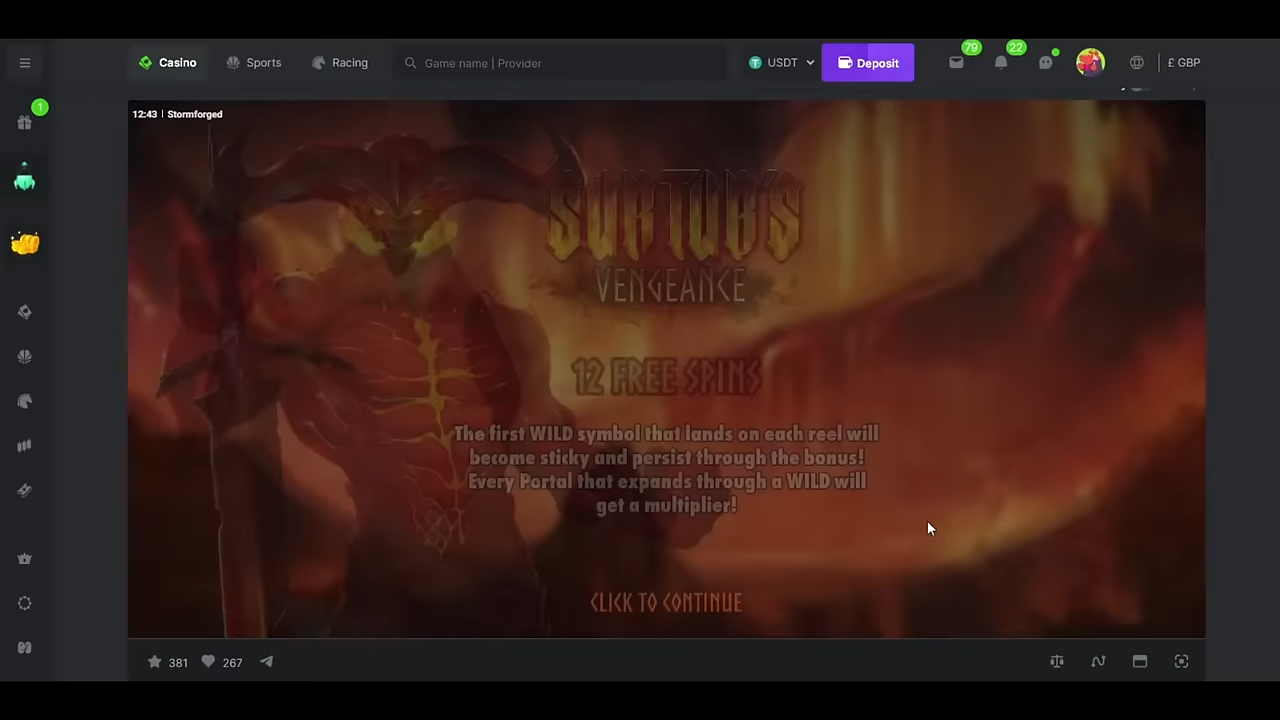 Casino
Sports
Racing
Game name | Provider
USDT
Deposit
79
22
£ GBP
1
12:43 | Stormforged
SURTUR'S
VENGEANCE
12 FREE SPINS
The first WILD symbol that lands on each reel will
become sticky and persist through the bonus!
Every Portal that expands through a WILD will
get a multiplier!
CLICK TO CONTINUE
381
267